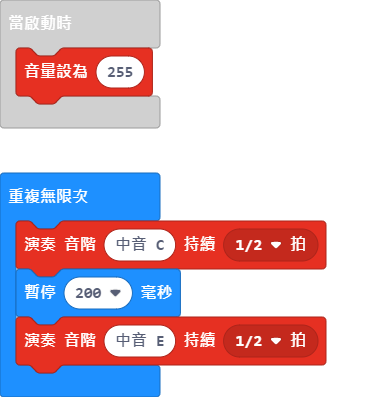 當啟動時
音量設為 255
重複無限次
演奏 音階 中音 C 持續 1/2 拍
暫停 200 毫秒
演奏 音階 中音 E 持續 1/2 拍